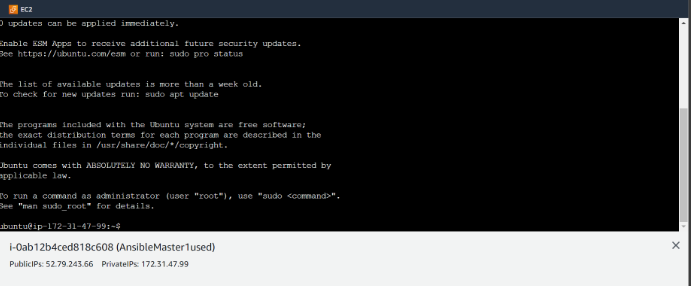 EC2
0 updates can be applied immediately.
Enable ESM Apps to receive additional future security updates.
See https://ubuntu.com/esm or run: sudo pro status
The list of available updates is more than a week old.
To check for new updates run: sudo apt update
The programs included with the Ubuntu system are free software;
the exact distribution terms for each program are described in the
individual files in /usr/share/doc/*/copyright.
Ubuntu comes with ABSOLUTELY NO WARRANTY, to the extent permitted by
applicable law.
To run a command as administrator (user "root"), use "sudo <command>".
See "man sudo_root" for details.
ubuntu@ip-172-31-47-99:~$
i-0ab12b4ced818c608 (AnsibleMaster1used)
PublicIPs: 52.79.243.66 PrivateIPs: 172.31.47.99